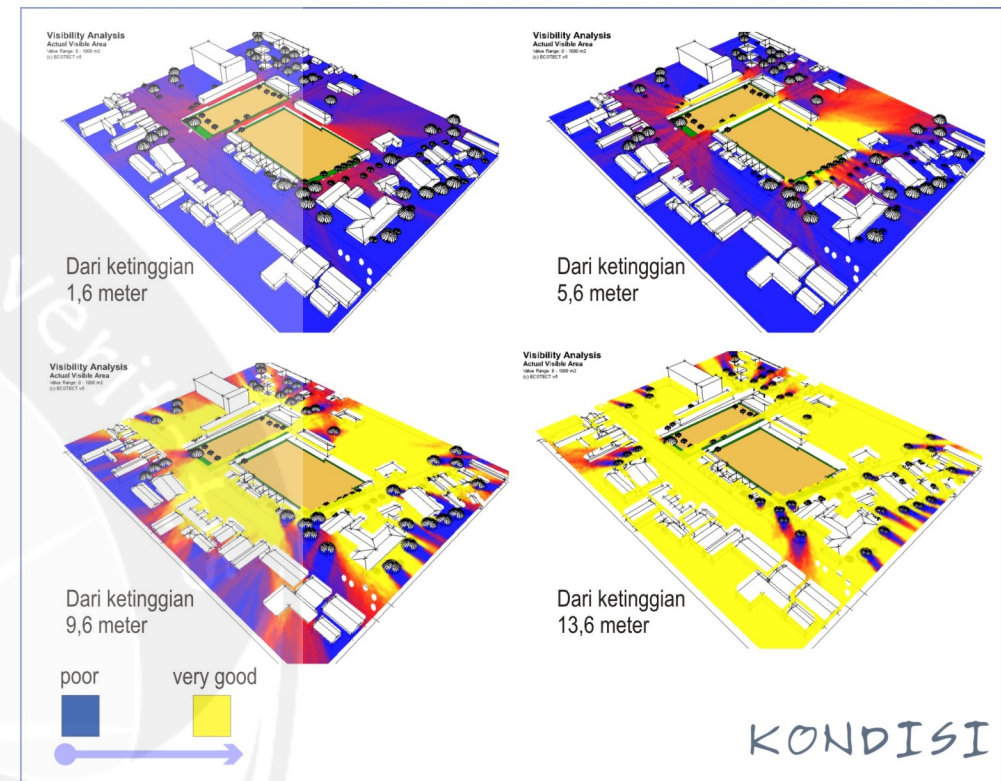 Visibility Analysis
Actual Visible Area
Value Range: 0 - 1000 m2
(c) ECOTECT v5
Dari ketinggian
1,6 meter
Visibility Analysis
Actual Visible Area
Value Range: 0 - 1000 m2
(c) ECOTECT v5
Dari ketinggian
5,6 meter
Visibility Analysis
Actual Visible Area
Value Range: 0 - 1000 m2
(c) ECOTECT v5
Dari ketinggian
9,6 meter
Visibility Analysis
Actual Visible Area
Value Range: 0 - 1000 m2
(c) ECOTECT v5
Dari ketinggian
13,6 meter
poor very good
KONDISI